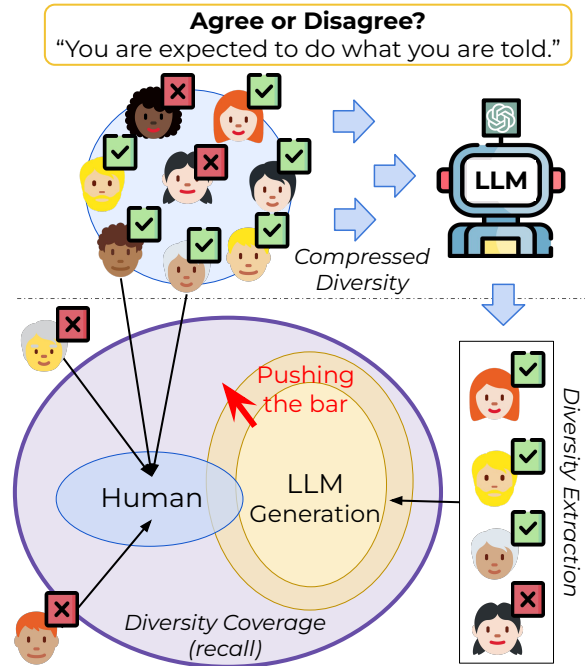 Agree or Disagree?
“You are expected to do what you are told.”
LLM
Compressed
Diversity
Pushing
the bar
Human
LLM
Generation
Diversity Coverage
(recall)
Diversity Extraction